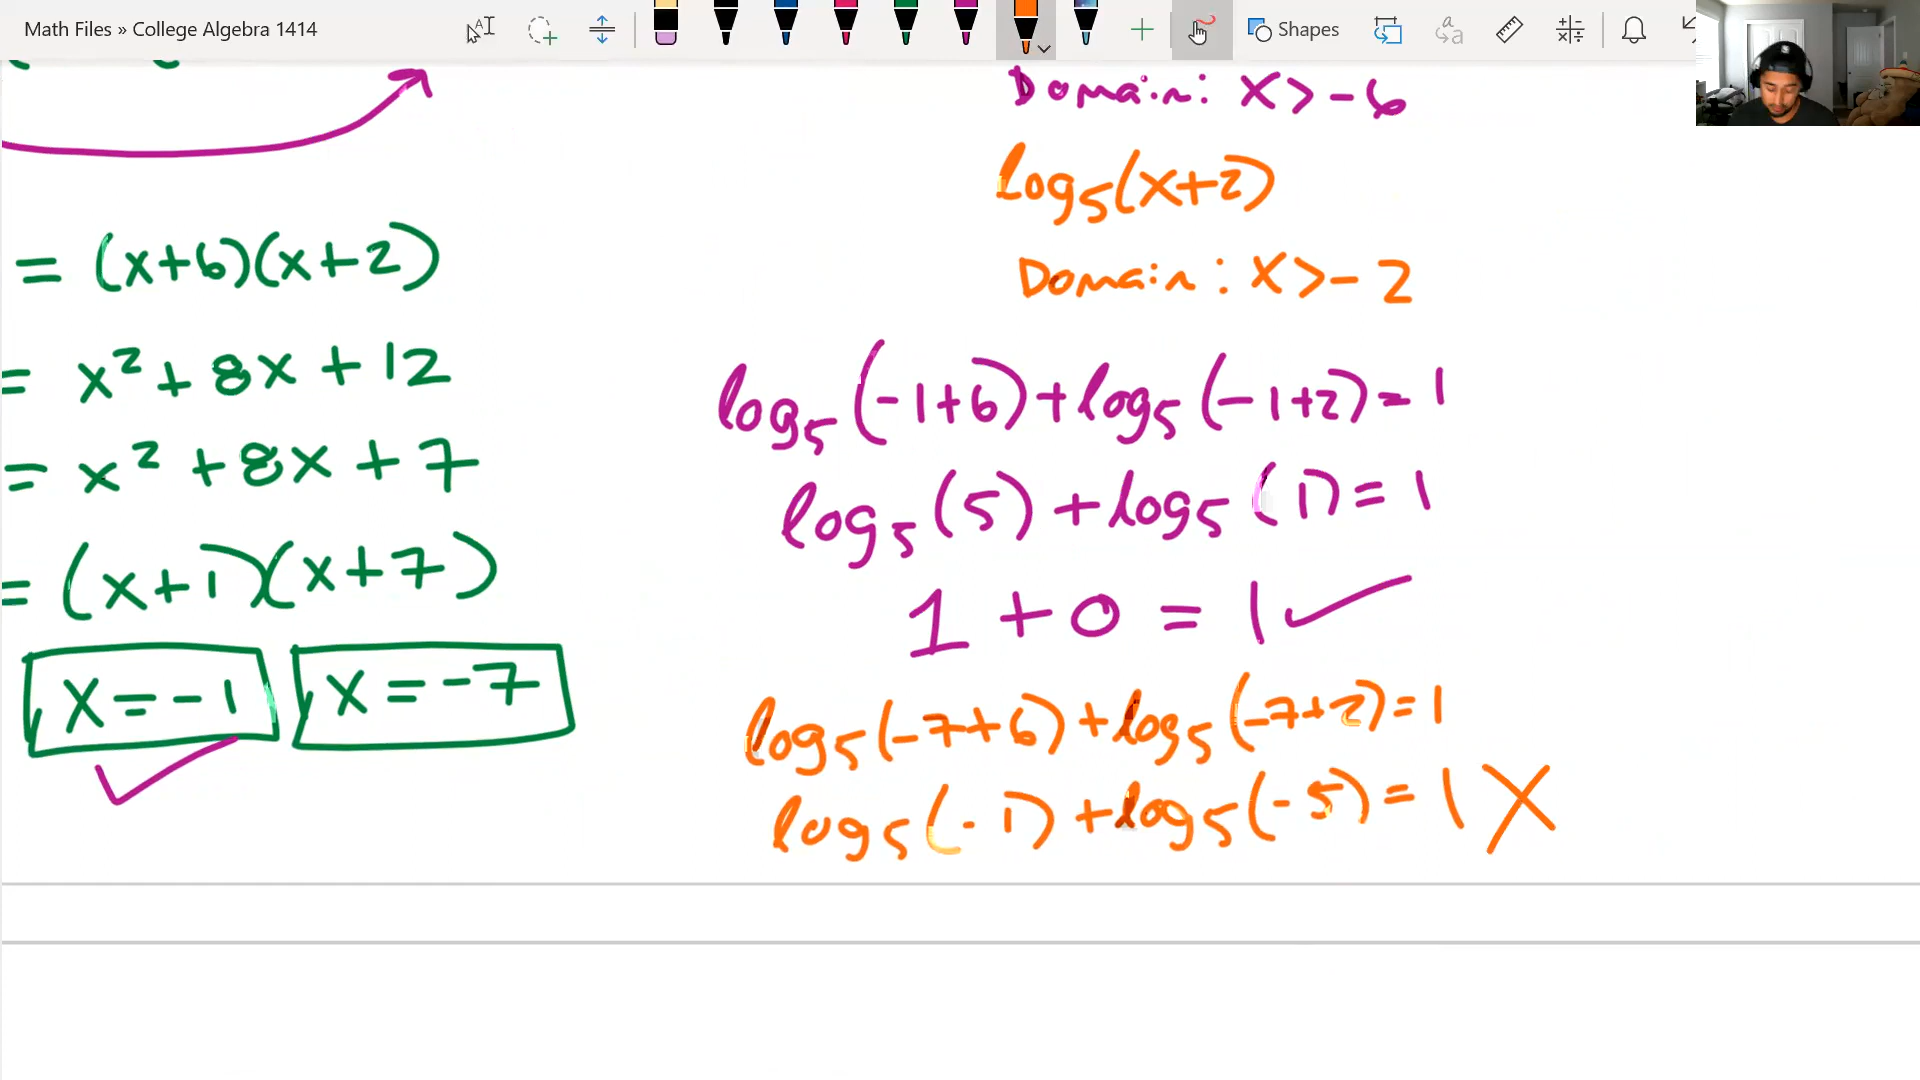 Math Files » College Algebra 1414
Shapes
Domain: x > -6
log₅(x+2)
Domain: x > -2
= (x+6)(x+2)
= x² + 8x + 12
= x² + 8x + 7
= (x+1)(x+7)
x = -1
x = -7
log₅(-1+6) + log₅(-1+2) = 1
log₅(5) + log₅(1) = 1
1 + 0 = 1 ✓
log₅(-7+6) + log₅(-7+2) = 1
log₅(-1) + log₅(-5) = 1 X